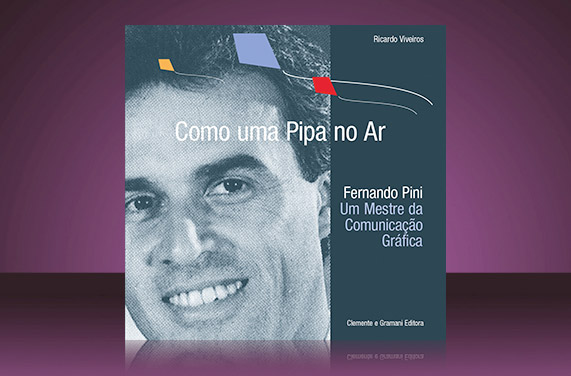 Ricardo Viveiros
Como uma Pipa no Ar
Fernando Pini
Um Mestre da
Comunicação
Gráfica
Clemente e Gramani Editora